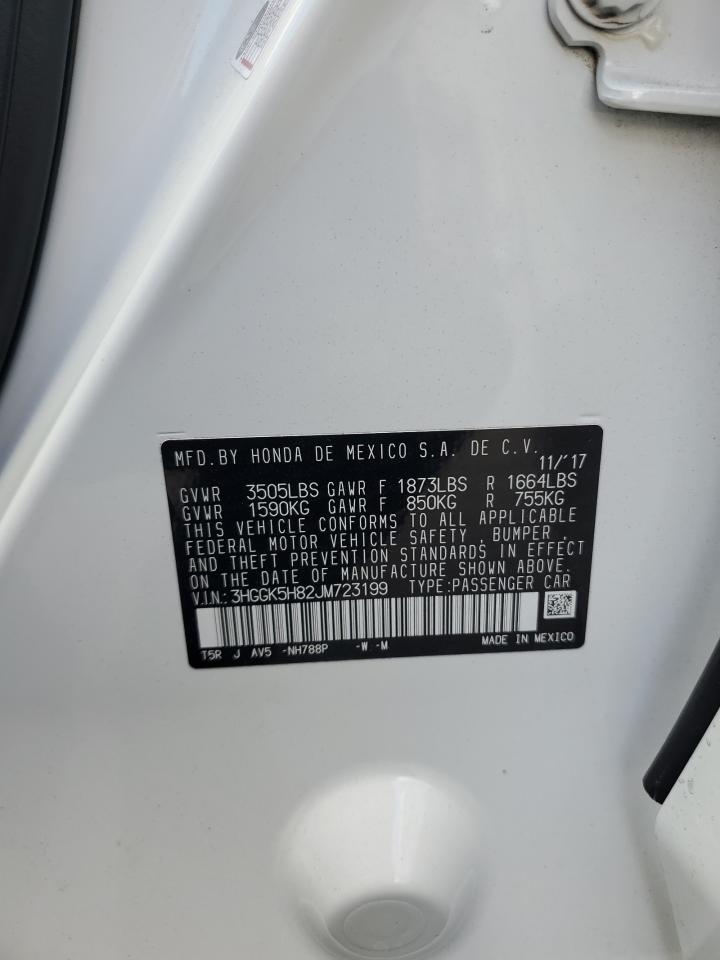 MFD.BY HONDA DE MEXICO S.A. DE C.V.
11/'17
GVWR 3505LBS GAWR F 1873LBS R 1664LBS
GVWR 1590KG GAWR F 850KG R 755KG
THIS VEHICLE CONFORMS TO ALL APPLICABLE
FEDERAL MOTOR VEHICLE SAFETY, BUMPER,
AND THEFT PREVENTION STANDARDS IN EFFECT
ON THE DATE OF MANUFACTURE SHOWN ABOVE.
V.I.N.: 3HGGK5H82JM723199 TYPE:PASSENGER CAR
T5R J AV5 -NH788P -W -M MADE IN MEXICO